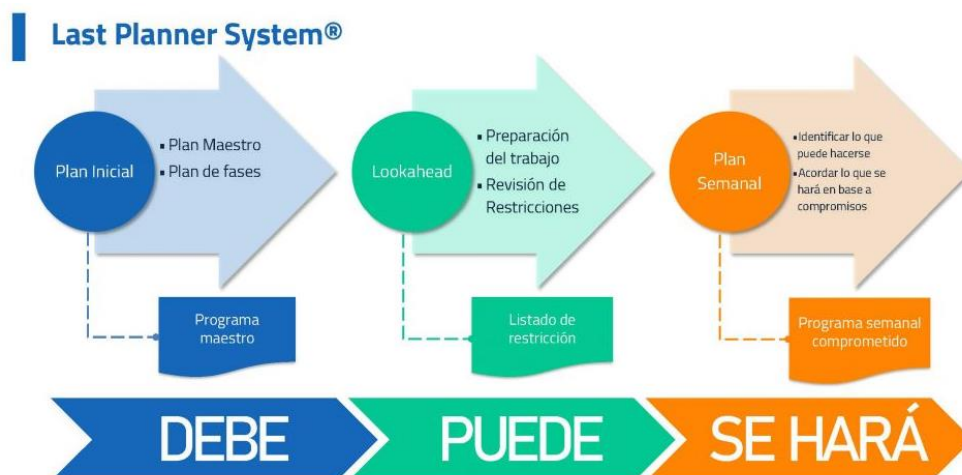 Last Planner System®
Plan Inicial
▪ Plan Maestro
▪ Plan de fases
Programa
maestro
Lookahead
▪ Preparación
del trabajo
▪ Revisión de
Restricciones
Listado de
restricción
Plan
Semanal
▪Identificar lo que
puede hacerse
▪Acordar lo que se
hará en base a
compromisos
Programa semanal
comprometido
DEBE
PUEDE
SE HARÁ